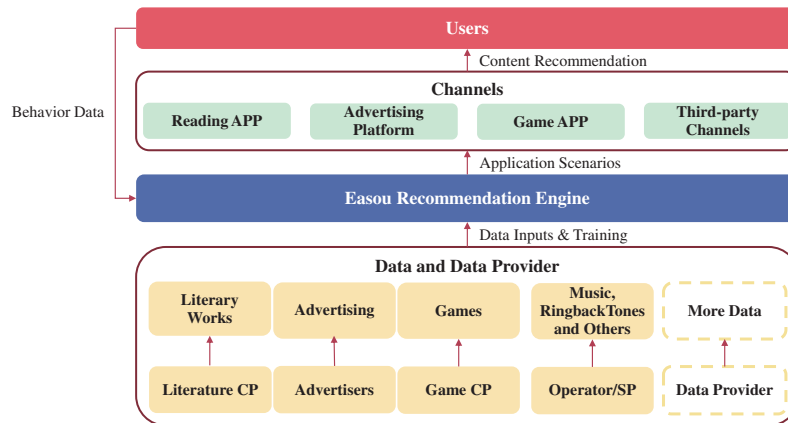 Users
Content Recommendation
Behavior Data
Channels
Reading APP
Advertising
Platform
Game APP
Third-party
Channels
Application Scenarios
Easou Recommendation Engine
Data Inputs & Training
Data and Data Provider
Literary
Works
Advertising
Games
Music,
RingbackTones
and Others
More Data
Literature CP
Advertisers
Game CP
Operator/SP
Data Provider